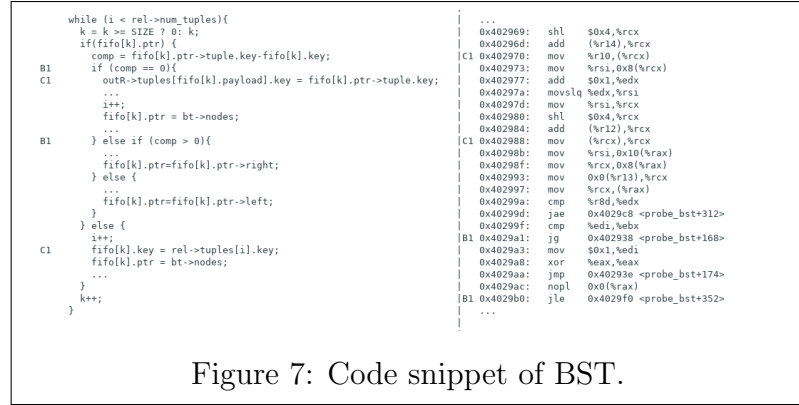 while (i < rel->num_tuples){
k = k >= SIZE ? 0: k;
if(fifo[k].ptr) {
comp = fifo[k].ptr->tuple.key-fifo[k].key;
B1 if (comp == 0){
C1 outR->tuples[fifo[k].payload].key = fifo[k].ptr->tuple.key;
...
i++;
fifo[k].ptr = bt->nodes;
...
B1 } else if (comp > 0){
...
fifo[k].ptr=fifo[k].ptr->right;
} else {
...
fifo[k].ptr=fifo[k].ptr->left;
}
} else {
i++;
C1 fifo[k].key = rel->tuples[i].key;
fifo[k].ptr = bt->nodes;
...
}
k++;
}
| ...
| 0x402969: shl $0x4,%rcx
| 0x40296d: add (%r14),%rcx
|C1 0x402970: mov %r10,(%rcx)
| 0x402973: mov %rsi,0x8(%rcx)
| 0x402977: add $0x1,%edx
| 0x40297a: movslq %edx,%rsi
| 0x40297d: mov %rsi,%rcx
| 0x402980: shl $0x4,%rcx
| 0x402984: add (%r12),%rcx
|C1 0x402988: mov (%rcx),%rcx
| 0x40298b: mov %rsi,0x10(%rax)
| 0x40298f: mov %rcx,0x8(%rax)
| 0x402993: mov 0x0(%r13),%rcx
| 0x402997: mov %rcx,(%rax)
| 0x40299a: cmp %r8d,%edx
| 0x40299d: jae 0x4029c8 <probe_bst+312>
| 0x40299f: cmp %edi,%ebx
|B1 0x4029a1: jg 0x402938 <probe_bst+168>
| 0x4029a3: mov $0x1,%edi
| 0x4029a8: xor %eax,%eax
| 0x4029aa: jmp 0x40293e <probe_bst+174>
| 0x4029ac: nopl 0x0(%rax)
|B1 0x4029b0: jle 0x4029f0 <probe_bst+352>
| ...
Figure 7: Code snippet of BST.